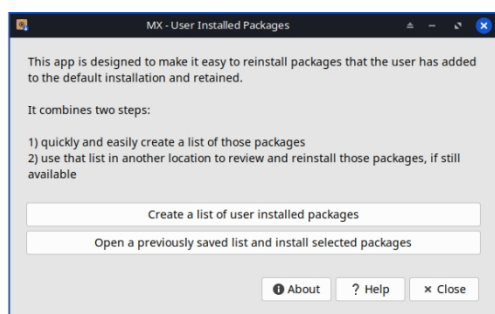 MX - User Installed Packages
This app is designed to make it easy to reinstall packages that the user has added
to the default installation and retained.
It combines two steps:
1) quickly and easily create a list of those packages
2) use that list in another location to review and reinstall those packages, if still
available
Create a list of user installed packages
Open a previously saved list and install selected packages
About ? Help × Close